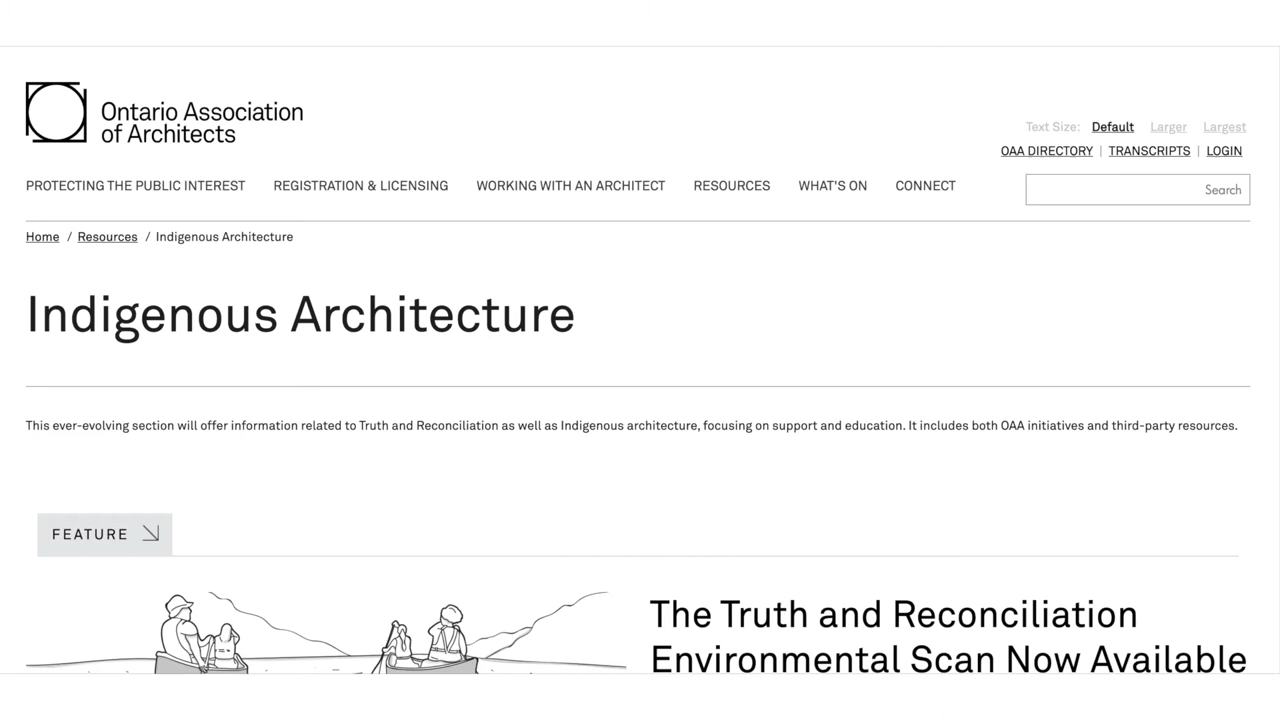 Ontario Association
of Architects
Text Size: Default Larger Largest
OAA DIRECTORY | TRANSCRIPTS | LOGIN
PROTECTING THE PUBLIC INTEREST REGISTRATION & LICENSING WORKING WITH AN ARCHITECT RESOURCES WHAT'S ON CONNECT
Search
Home / Resources / Indigenous Architecture
Indigenous Architecture
This ever-evolving section will offer information related to Truth and Reconciliation as well as Indigenous architecture, focusing on support and education. It includes both OAA initiatives and third-party resources.
FEATURE
The Truth and Reconciliation
Environmental Scan Now Available